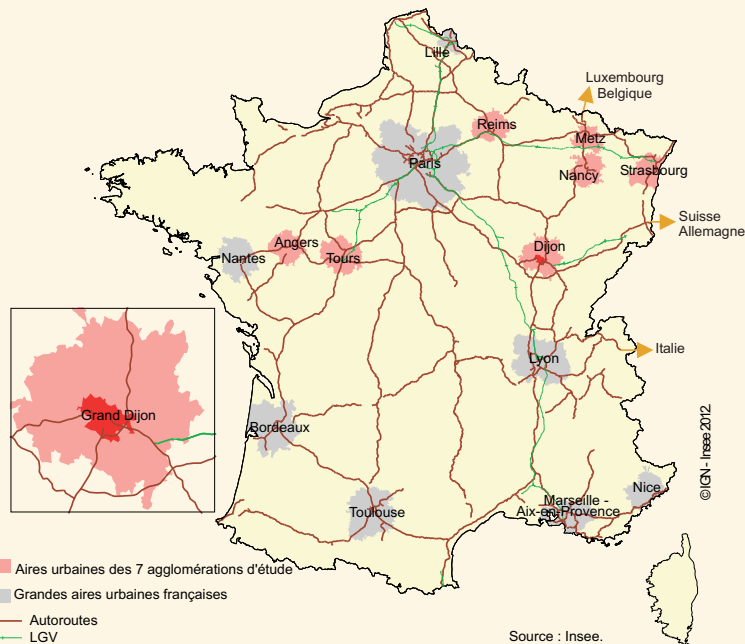 Lille
Luxembourg
Belgique
Reims
Metz
Paris
Nancy
Strasbourg
Suisse
Allemagne
Angers
Nantes
Tours
Dijon
Italie
Lyon
Grand Dijon
Bordeaux
Nice
Marseille -
Aix-en-Provence
Toulouse
©IGN - Insee 2012.
Aires urbaines des 7 agglomérations d'étude
Grandes aires urbaines françaises
Autoroutes
LGV
Source : Insee.